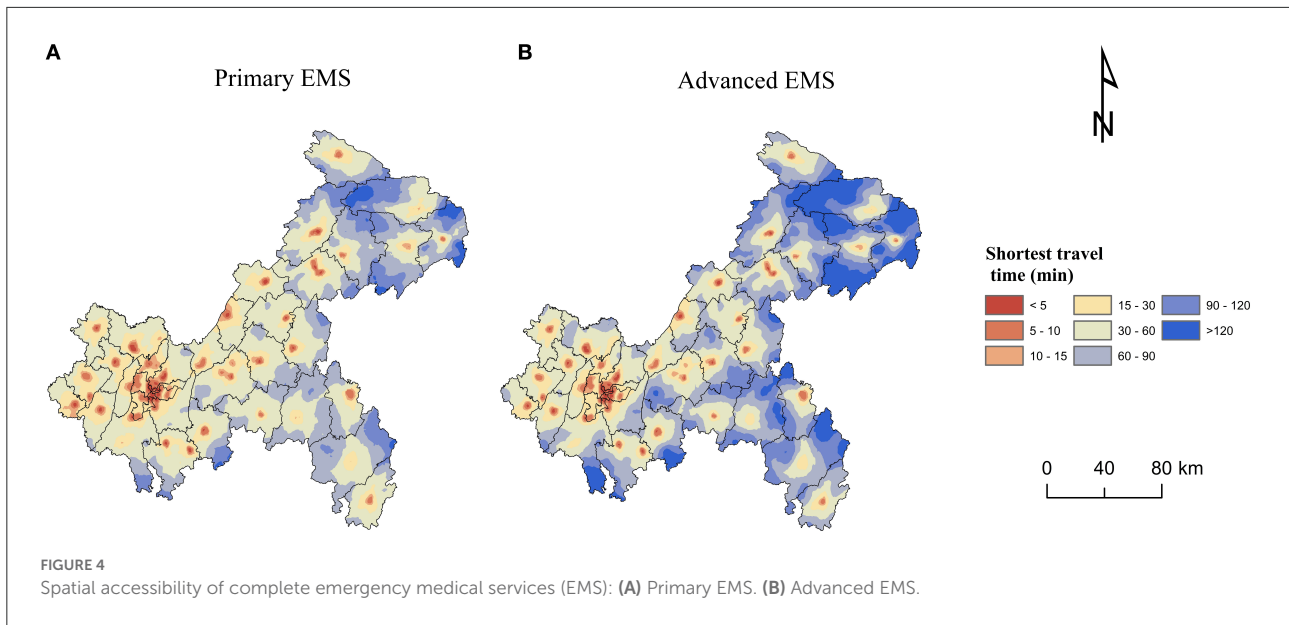 A
B
Primary EMS
Advanced EMS
N
Shortest travel
time (min)
< 5
15 - 30
90 - 120
5 - 10
30 - 60
>120
10 - 15
60 - 90
0 40 80 km
FIGURE 4
Spatial accessibility of complete emergency medical services (EMS): (A) Primary EMS. (B) Advanced EMS.